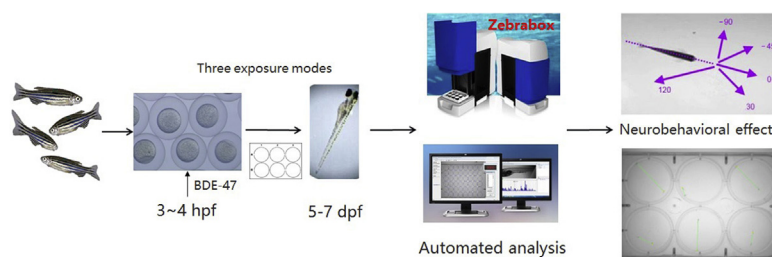 Zebrabox
-90
-45
0
30
120
Three exposure modes
BDE-47
3~4 hpf
5-7 dpf
Automated analysis
Neurobehavioral effect